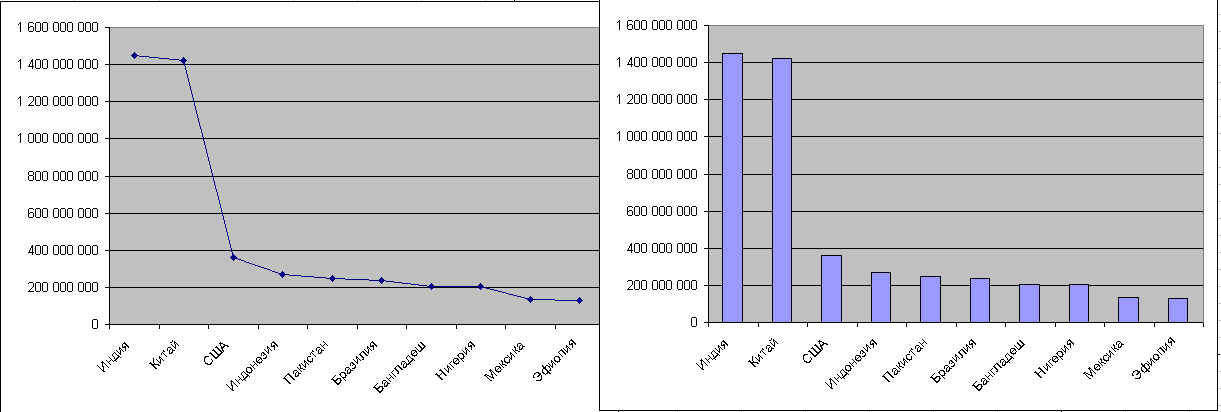 1 600 000 000
1 400 000 000
1 200 000 000
1 000 000 000
800 000 000
600 000 000
400 000 000
200 000 000
0
Индия
Китай
США
Индонезия
Пакистан
Бразилия
Бангладеш
Нигерия
Мексика
Эфиопия
1 600 000 000
1 400 000 000
1 200 000 000
1 000 000 000
800 000 000
600 000 000
400 000 000
200 000 000
0
Индия
Китай
США
Индонезия
Пакистан
Бразилия
Бангладеш
Нигерия
Мексика
Эфиопия